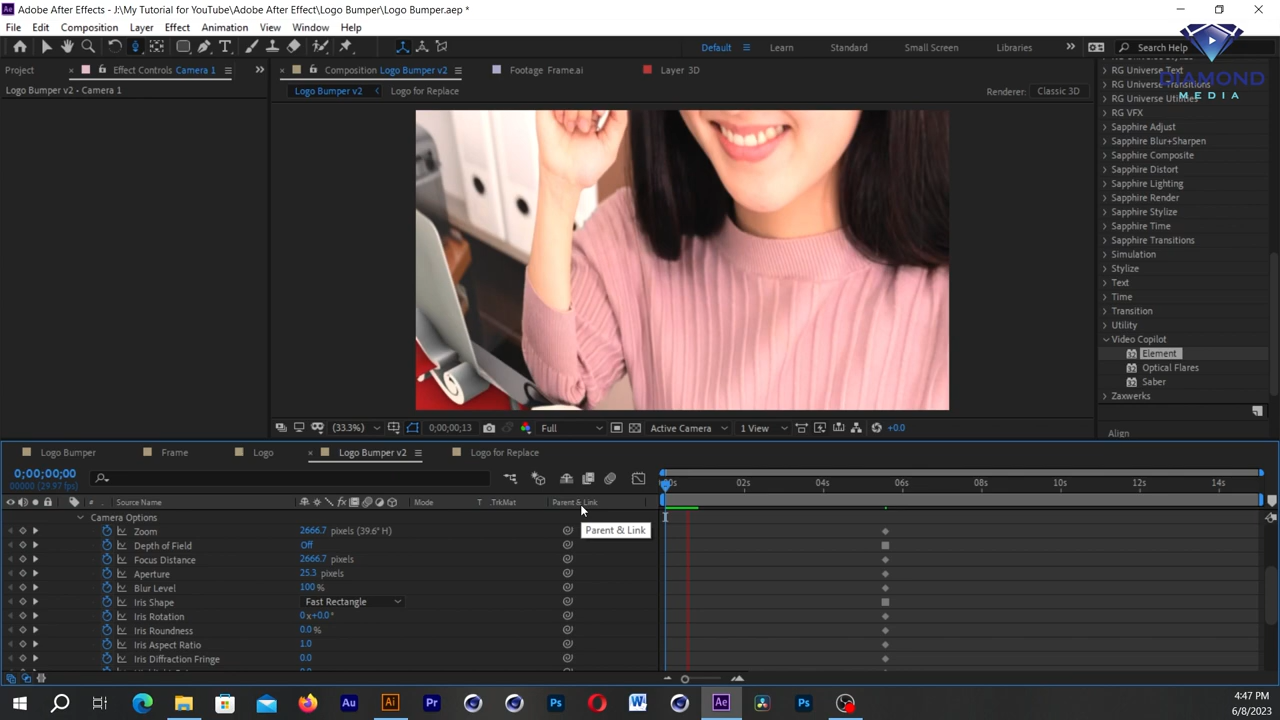 Adobe After Effects - J:\My Tutorial for YouTube\Adobe After Effect\Logo Bumper\Logo Bumper.aep *
File Edit Composition Layer Effect Animation View Window Help
Default Learn Standard Small Screen Libraries Search Help
Project Effect Controls Camera 1 Composition Logo Bumper v2 Footage Frame.ai Layer 3D
Logo Bumper v2 - Camera 1
Logo Bumper v2 Logo for Replace Renderer: Classic 3D
DIAMOND
MEDIA
RG Universe Text
RG Universe Transitions
RG Universe Utilities
RG VFX
Sapphire Adjust
Sapphire Blur+Sharpen
Sapphire Composite
Sapphire Distort
Sapphire Lighting
Sapphire Render
Sapphire Stylize
Sapphire Time
Sapphire Transitions
Simulation
Stylize
Text
Time
Transition
Utility
Video Copilot
Element
Optical Flares
Saber
Zaxwerks
Align
(33.3%) 0;00;00;13 Full Active Camera 1 View +0.0
Logo Bumper Frame Logo Logo Bumper v2 Logo for Replace
0;00;00;00
00000 (29.97 fps)
:00s 02s 04s 06s 08s 10s 12s 14s
# Source Name Mode T .TrkMat Parent & Link
Parent & Link
Camera Options
Zoom 2666.7 pixels (39.6° H)
Depth of Field Off
Focus Distance 2666.7 pixels
Aperture 25.3 pixels
Blur Level 100 %
Iris Shape Fast Rectangle
Iris Rotation 0x+0.0°
Iris Roundness 0.0 %
Iris Aspect Ratio 1.0
Iris Diffraction Fringe 0.0
4:47 PM
6/8/2023